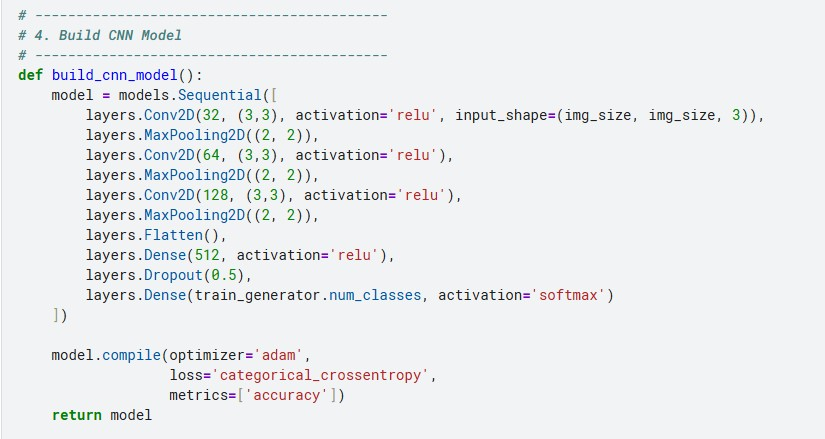 # ------------------------------------------
# 4. Build CNN Model
# ------------------------------------------
def build_cnn_model():
    model = models.Sequential([
        layers.Conv2D(32, (3,3), activation='relu', input_shape=(img_size, img_size, 3)),
        layers.MaxPooling2D((2, 2)),
        layers.Conv2D(64, (3,3), activation='relu'),
        layers.MaxPooling2D((2, 2)),
        layers.Conv2D(128, (3,3), activation='relu'),
        layers.MaxPooling2D((2, 2)),
        layers.Flatten(),
        layers.Dense(512, activation='relu'),
        layers.Dropout(0.5),
        layers.Dense(train_generator.num_classes, activation='softmax')
    ])

    model.compile(optimizer='adam',
                  loss='categorical_crossentropy',
                  metrics=['accuracy'])
    return model